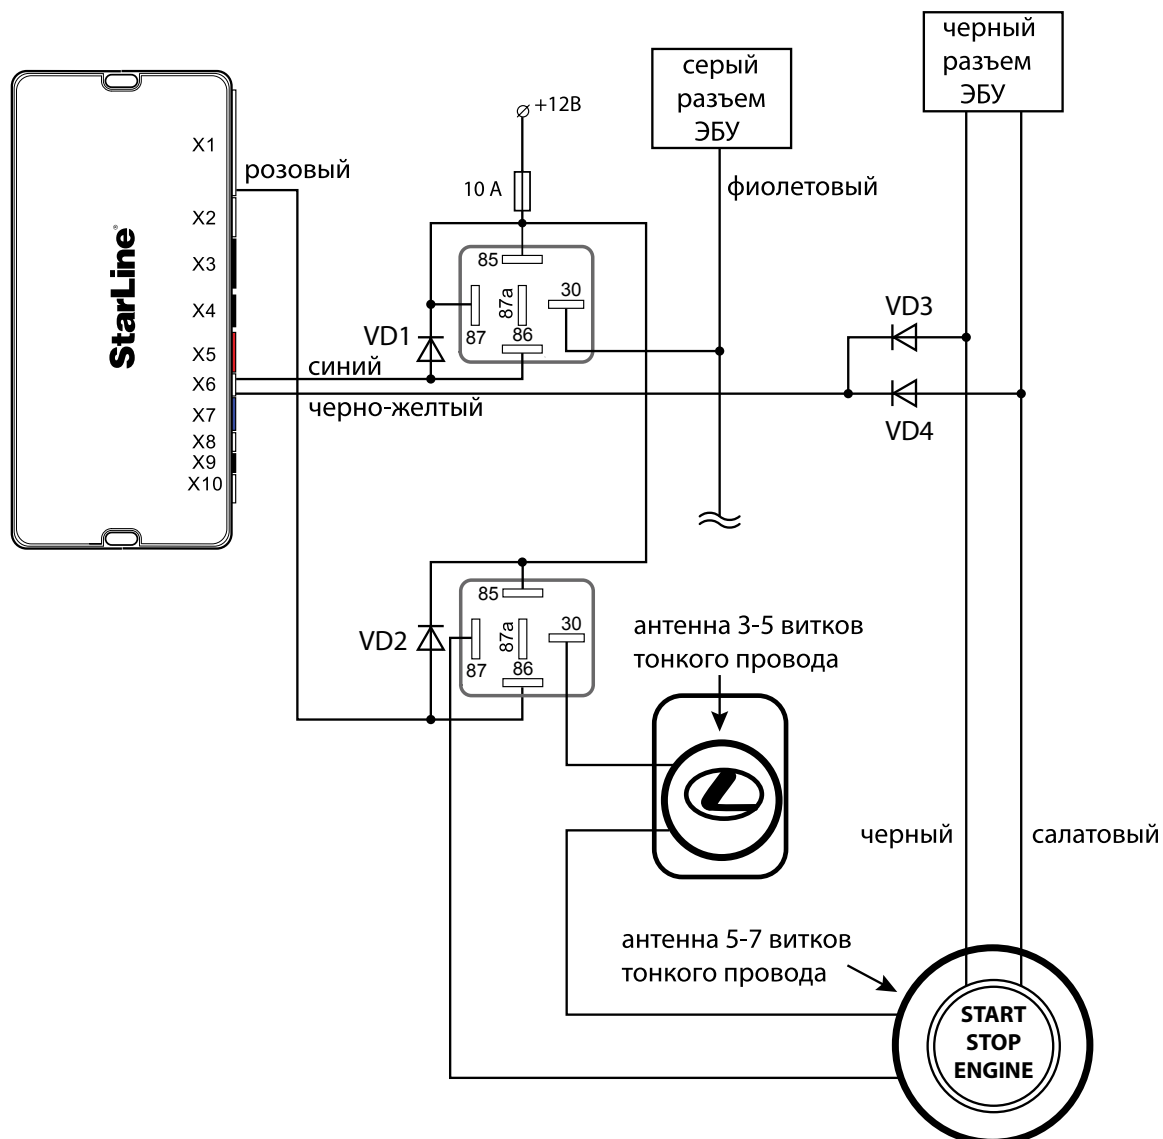 черный
разъем
ЭБУ
серый
разъем
ЭБУ
+12В
10 А
фиолетовый
StarLine®
X1
X2
X3
X4
X5
X6
X7
X8
X9
X10
розовый
85
30
87a
87
86
VD1
синий
черно-желтый
VD3
VD4
85
30
87a
87
86
VD2
антенна 3-5 витков
тонкого провода
черный
салатовый
антенна 5-7 витков
тонкого провода
START
STOP
ENGINE